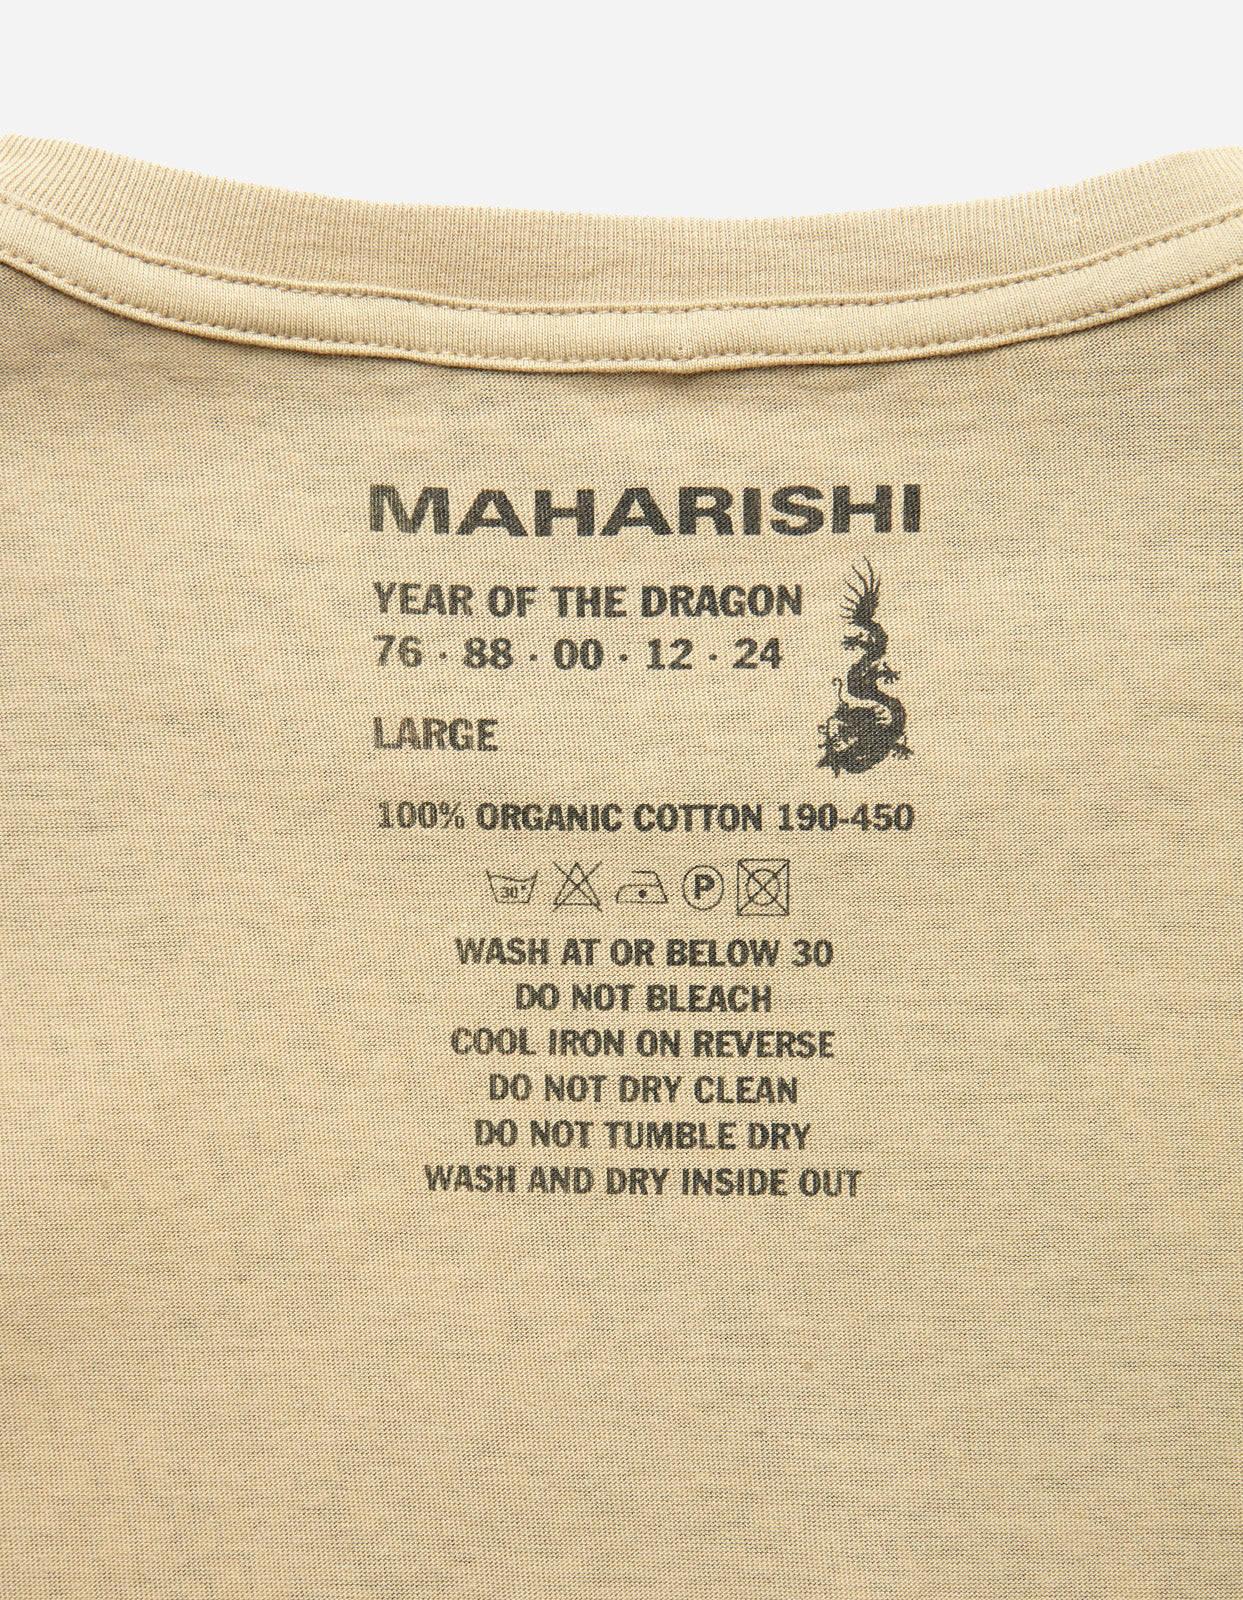 MAHARISHI
YEAR OF THE DRAGON
76 · 88 · 00 · 12 · 24
LARGE
100% ORGANIC COTTON 190-450
30° P
WASH AT OR BELOW 30
DO NOT BLEACH
COOL IRON ON REVERSE
DO NOT DRY CLEAN
DO NOT TUMBLE DRY
WASH AND DRY INSIDE OUT